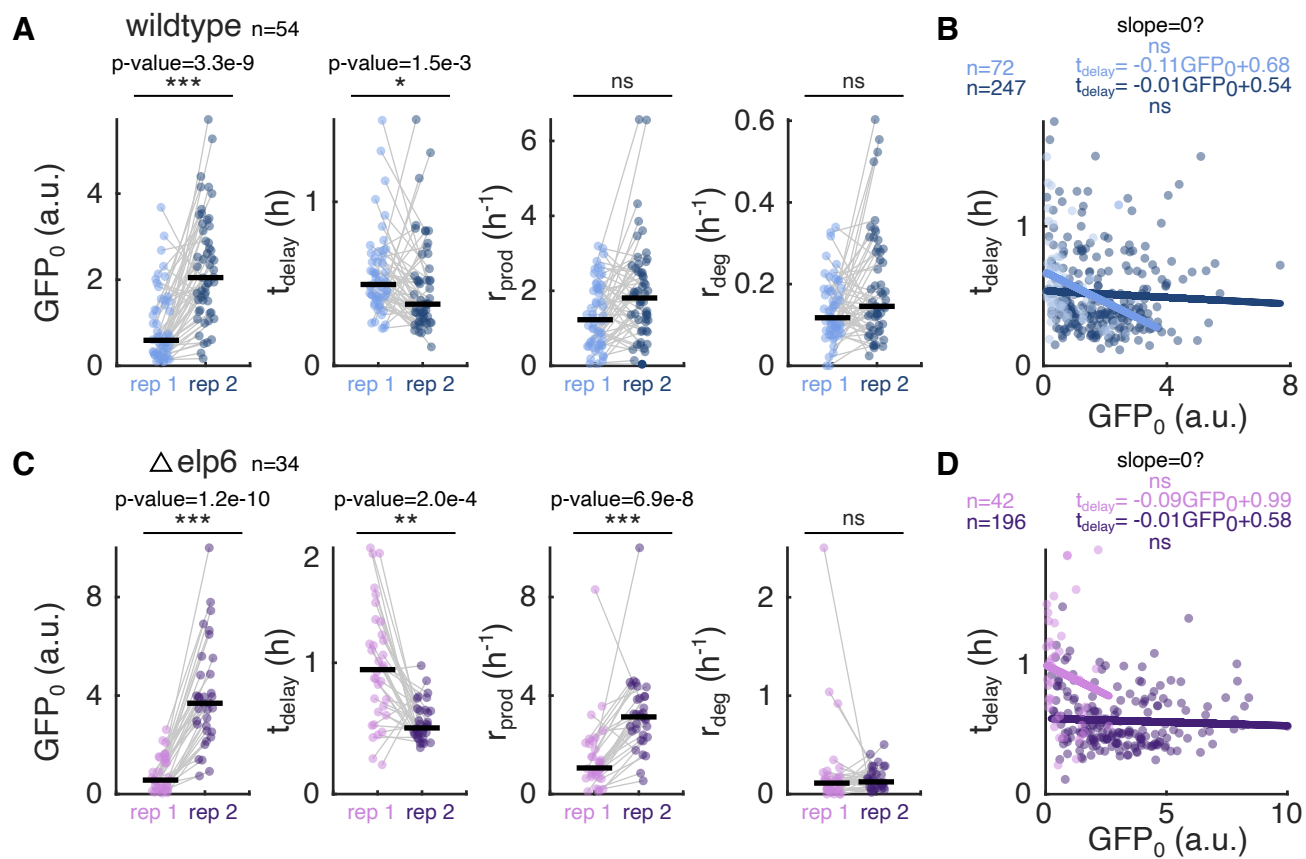 A
wildtype n=54
p-value=3.3e-9
***
GFP0 (a.u.)
4
2
0
rep 1 rep 2
p-value=1.5e-3
*
tdelay (h)
1
0
rep 1 rep 2
ns
rprod (h-1)
6
4
2
0
rep 1 rep 2
ns
rdeg (h-1)
0.6
0.4
0.2
0
rep 1 rep 2
B
slope=0?
ns
n=72 tdelay= -0.11GFP0+0.68
n=247 tdelay= -0.01GFP0+0.54
ns
tdelay (h)
1
0
0 4 8
GFP0 (a.u.)
C
△ elp6 n=34
p-value=1.2e-10
***
GFP0 (a.u.)
8
4
0
rep 1 rep 2
p-value=2.0e-4
**
tdelay (h)
2
1
0
rep 1 rep 2
p-value=6.9e-8
***
rprod (h-1)
8
4
0
rep 1 rep 2
ns
rdeg (h-1)
2
1
0
rep 1 rep 2
D
slope=0?
ns
n=42 tdelay= -0.09GFP0+0.99
n=196 tdelay= -0.01GFP0+0.58
ns
tdelay (h)
1
0
0 5 10
GFP0 (a.u.)